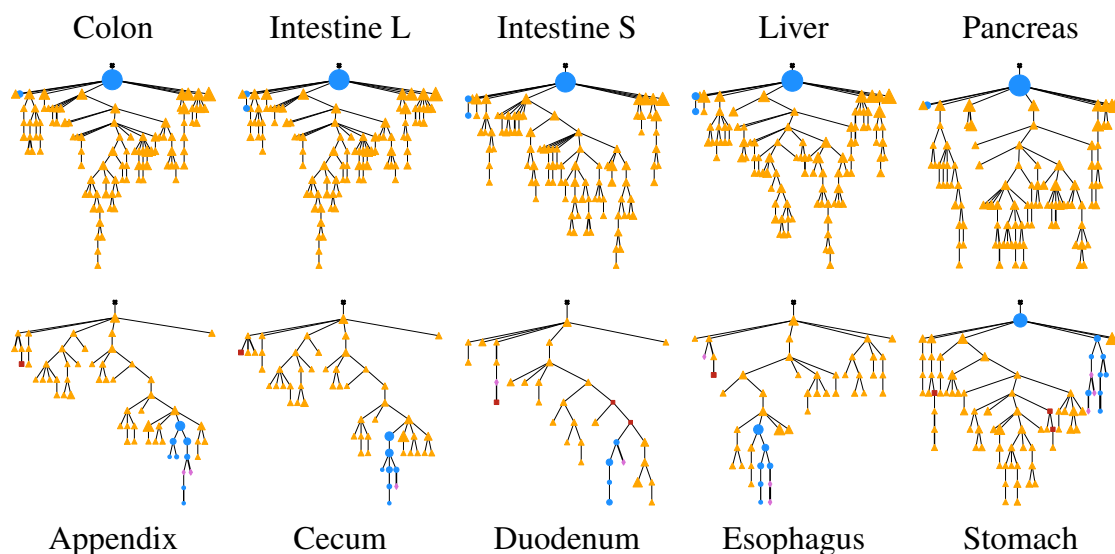 Colon Intestine L Intestine S Liver Pancreas
Appendix Cecum Duodenum Esophagus Stomach